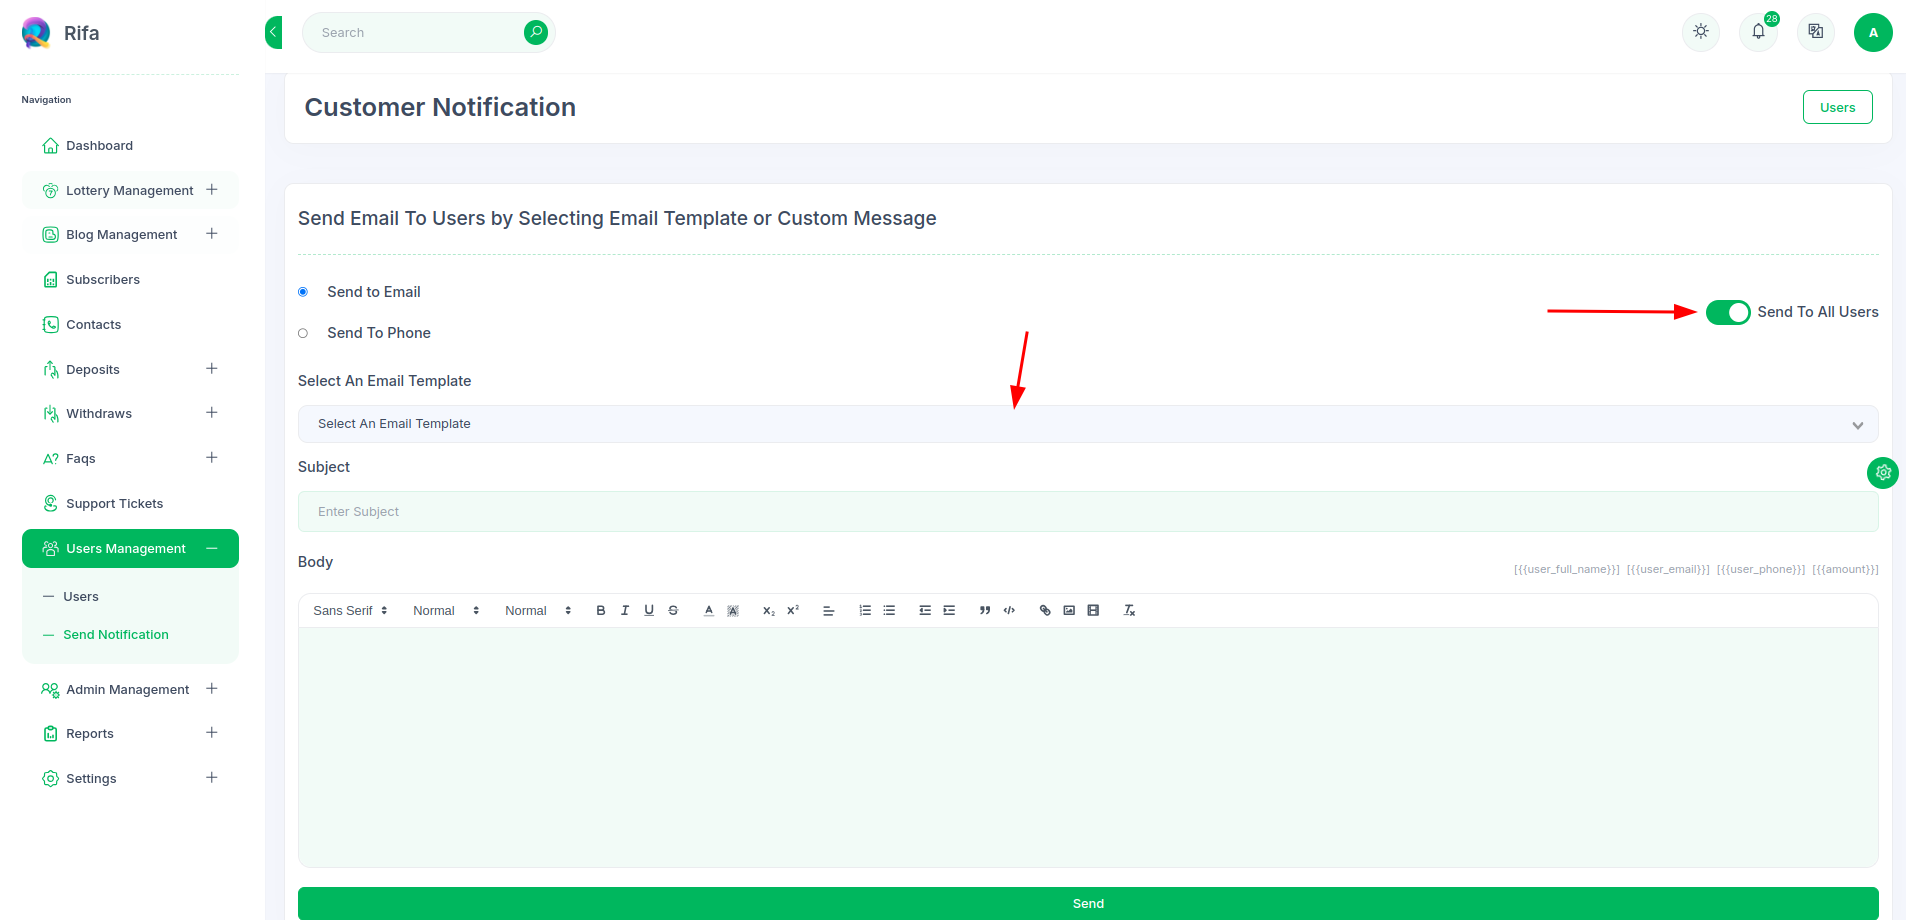 Rifa
Search
28
A
Navigation
Dashboard
Lottery Management
Blog Management
Subscribers
Contacts
Deposits
Withdraws
Faqs
Support Tickets
Users Management
Users
Send Notification
Admin Management
Reports
Settings
Customer Notification
Users
Send Email To Users by Selecting Email Template or Custom Message
Send to Email
Send To Phone
Send To All Users
Select An Email Template
Select An Email Template
Subject
Enter Subject
Body
[{{user_full_name}}] [{{user_email}}] [{{user_phone}}] [{{amount}}]
Sans Serif Normal Normal
Send